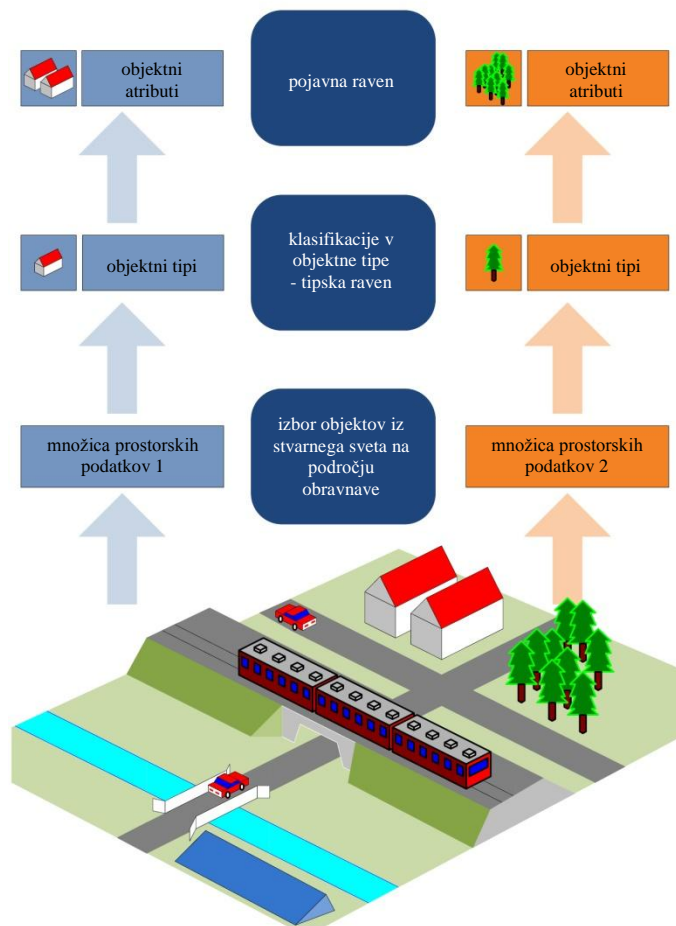 objektni
atributi
pojavna raven
objektni
atributi
objektni tipi
klasifikacije v
objektne tipe
- tipska raven
objektni tipi
množica prostorskih
podatkov 1
izbor objektov iz
stvarnega sveta na
področju
obravnave
množica prostorskih
podatkov 2